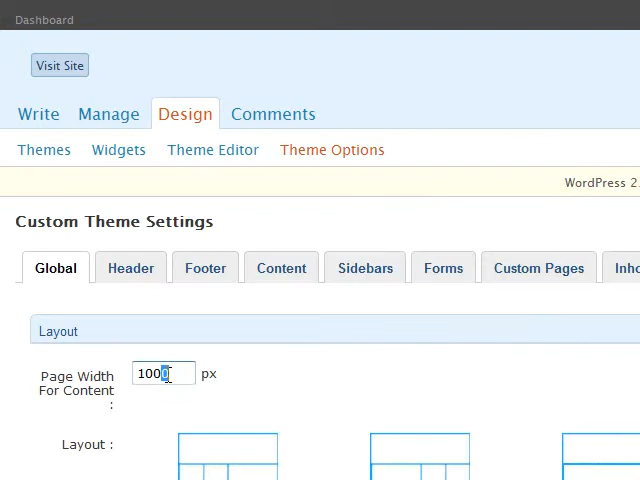 Dashboard
Visit Site
Write Manage Design Comments
Themes Widgets Theme Editor Theme Options
WordPress 2.
Custom Theme Settings
Global Header Footer Content Sidebars Forms Custom Pages Inho
Layout
Page Width 1000 px
For Content
:
Layout :